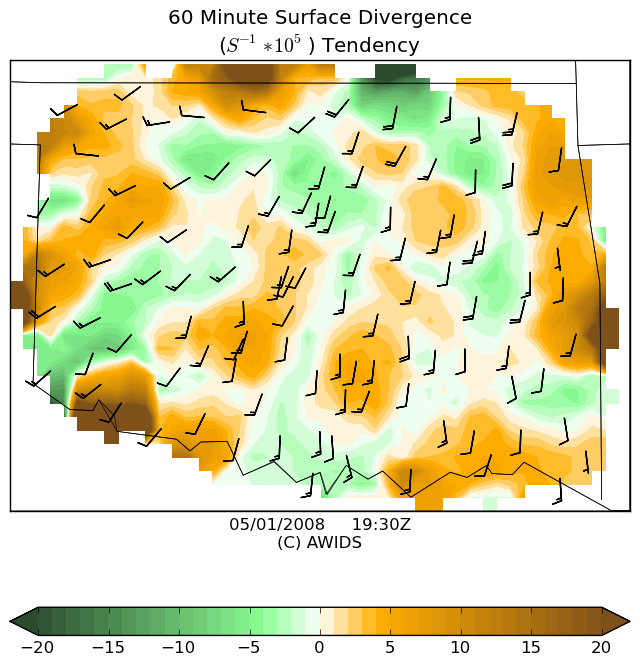 60 Minute Surface Divergence
(S⁻¹ * 10⁵ ) Tendency
05/01/2008 19:30Z
(C) AWIDS
−20 −15 −10 −5 0 5 10 15 20